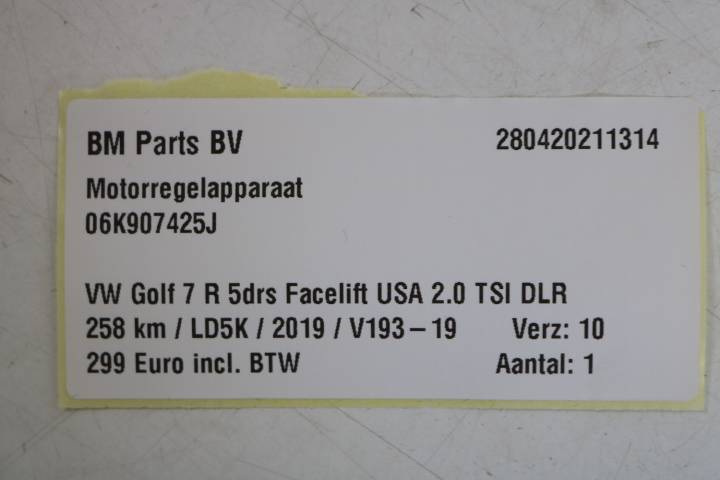 BM Parts BV 280420211314
Motorregelapparaat
06K907425J
VW Golf 7 R 5drs Facelift USA 2.0 TSI DLR
258 km / LD5K / 2019 / V193-19 Verz: 10
299 Euro incl. BTW Aantal: 1